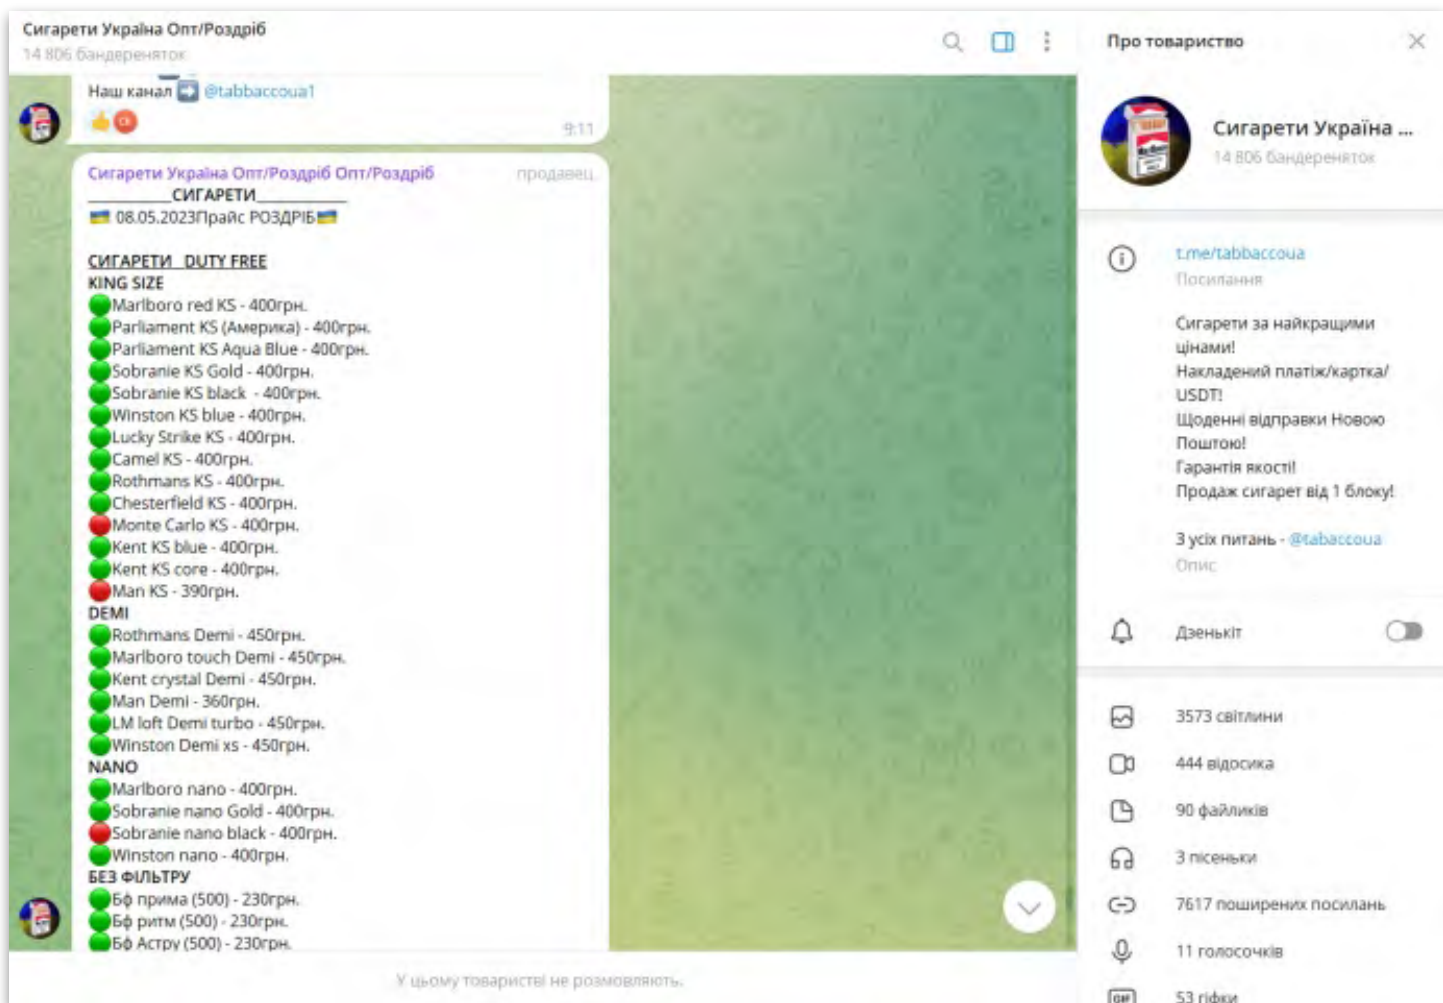 Сигарети Україна Опт/Роздріб
14 806 бандереняток
Наш канал ➡️ @tabbaccoua1
9:11
Сигарети Україна Опт/Роздріб Опт/Роздріб продавец
__________СИГАРЕТИ___________
🇺🇦 08.05.2023Прайс РОЗДРІБ🇺🇦
СИГАРЕТИ DUTY FREE
KING SIZE
🟢Marlboro red KS - 400грн.
🟢Parliament KS (Америка) - 400грн.
🟢Parliament KS Aqua Blue - 400грн.
🟢Sobranie KS Gold - 400грн.
🟢Sobranie KS black - 400грн.
🟢Winston KS blue - 400грн.
🟢Lucky Strike KS - 400грн.
🟢Camel KS - 400грн.
🟢Rothmans KS - 400грн.
🟢Chesterfield KS - 400грн.
🔴Monte Carlo KS - 400грн.
🟢Kent KS blue - 400грн.
🟢Kent KS core - 400грн.
🔴Man KS - 390грн.
DEMI
🟢Rothmans Demi - 450грн.
🟢Marlboro touch Demi - 450грн.
🟢Kent crystal Demi - 450грн.
🟢Man Demi - 360грн.
🟢LM loft Demi turbo - 450грн.
🟢Winston Demi xs - 450грн.
NANO
🟢Marlboro nano - 400грн.
🟢Sobranie nano Gold - 400грн.
🔴Sobranie nano black - 400грн.
🟢Winston nano - 400грн.
БЕЗ ФІЛЬТРУ
🟢Бф прима (500) - 230грн.
🟢Бф ритм (500) - 230грн.
🟢Бф Астру (500) - 230грн.
У цьому товаристві не розмовляють.
Про товариство
Сигарети Україна ...
14 806 бандереняток
t.me/tabbaccoua
Посилання
Сигарети за найкращими
цінами!
Накладений платіж/картка/
USDT!
Щоденні відправки Новою
Поштою!
Гарантія якості!
Продаж сигарет від 1 блоку!
З усіх питань - @tabaccoua
Опис
Дзенькіт
3573 світлини
444 відосика
90 файликів
3 пісеньки
7617 поширених посилань
11 голосочків
GIF 53 гіфки